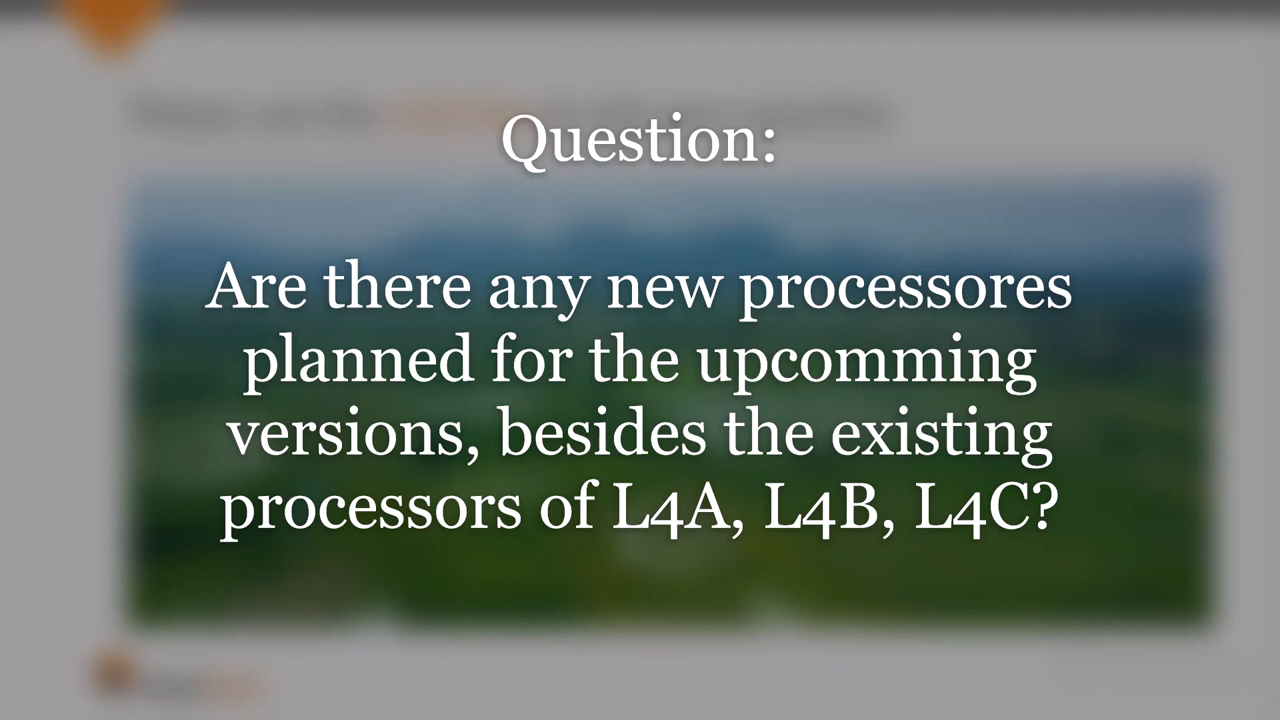 Question:
Are there any new processores
planned for the upcomming
versions, besides the existing
processors of L4A, L4B, L4C?